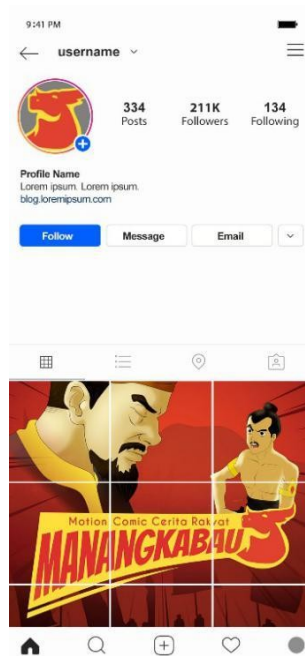 9:41 PM
username
334
Posts
211K
Followers
134
Following
Profile Name
Lorem ipsum. Lorem ipsum.
blog.loremipsum.com
Follow
Message
Email
Motion Comic Cerita Rakyat
MANANGKABAU